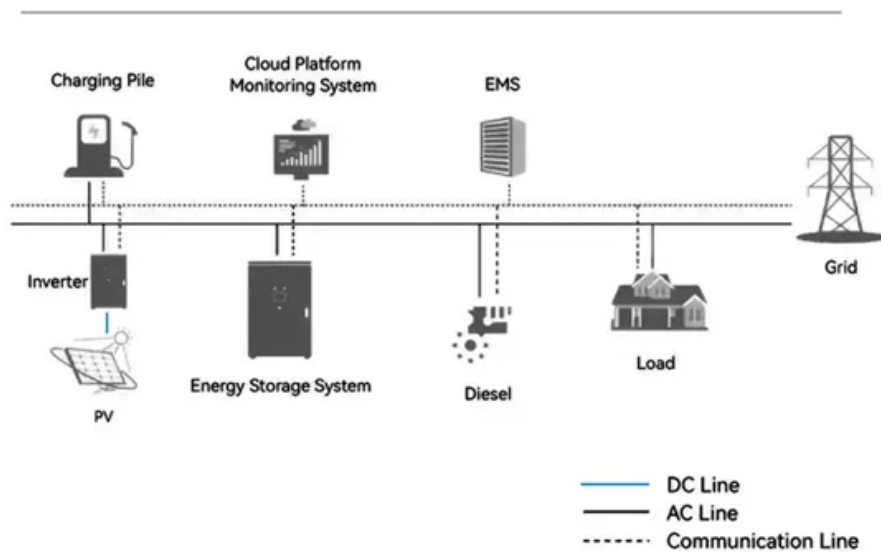 Charging Pile
Cloud Platform
Monitoring System
EMS
Grid
Inverter
PV
Energy Storage System
Diesel
Load
DC Line
AC Line
Communication Line